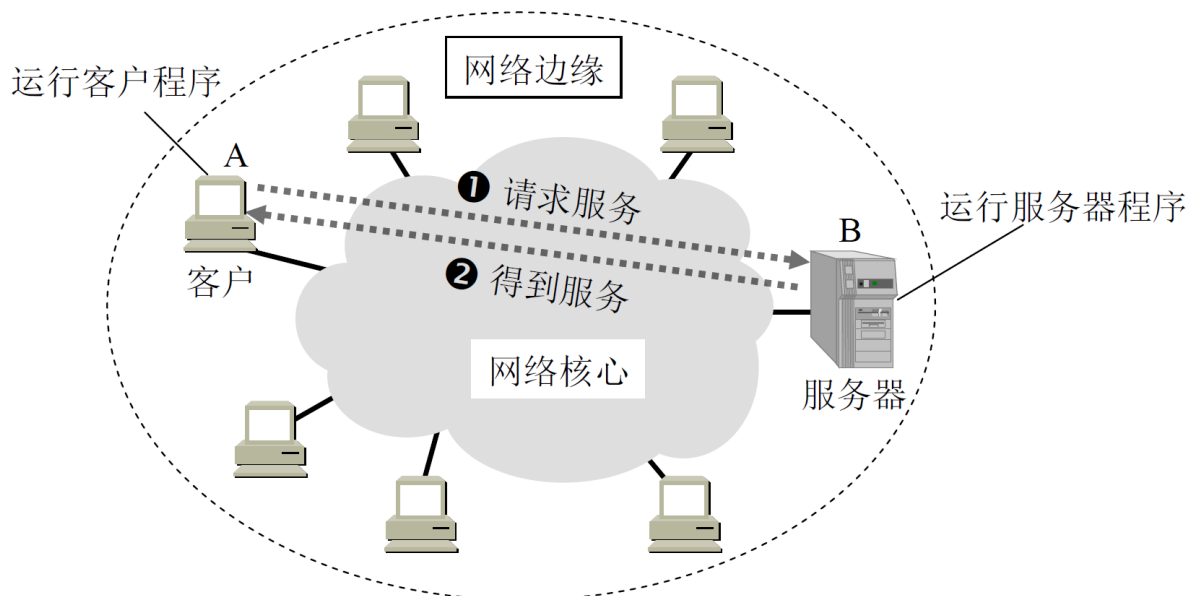 网络边缘
运行客户程序
A
❶ 请求服务
运行服务器程序
B
客户
❷ 得到服务
网络核心
服务器